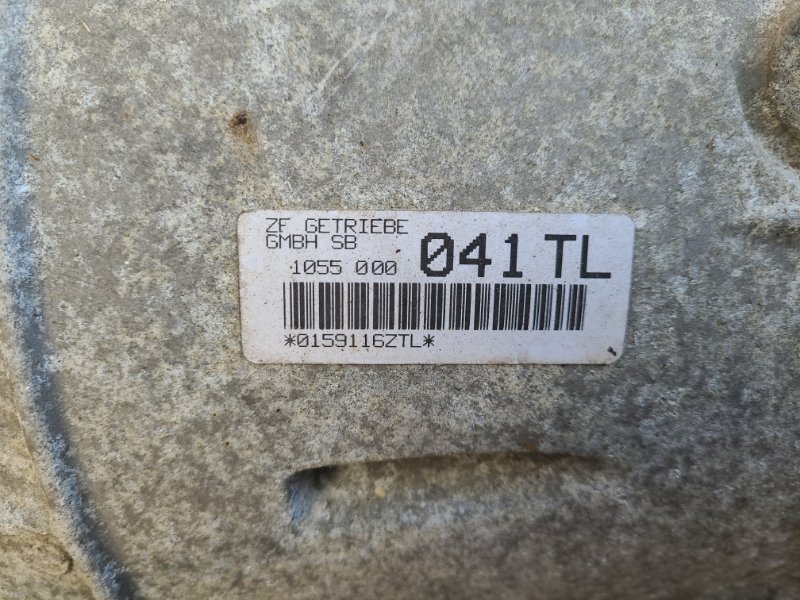 ZF GETRIEBE
GMBH SB
1055 000 041 TL
*0159116ZTL*